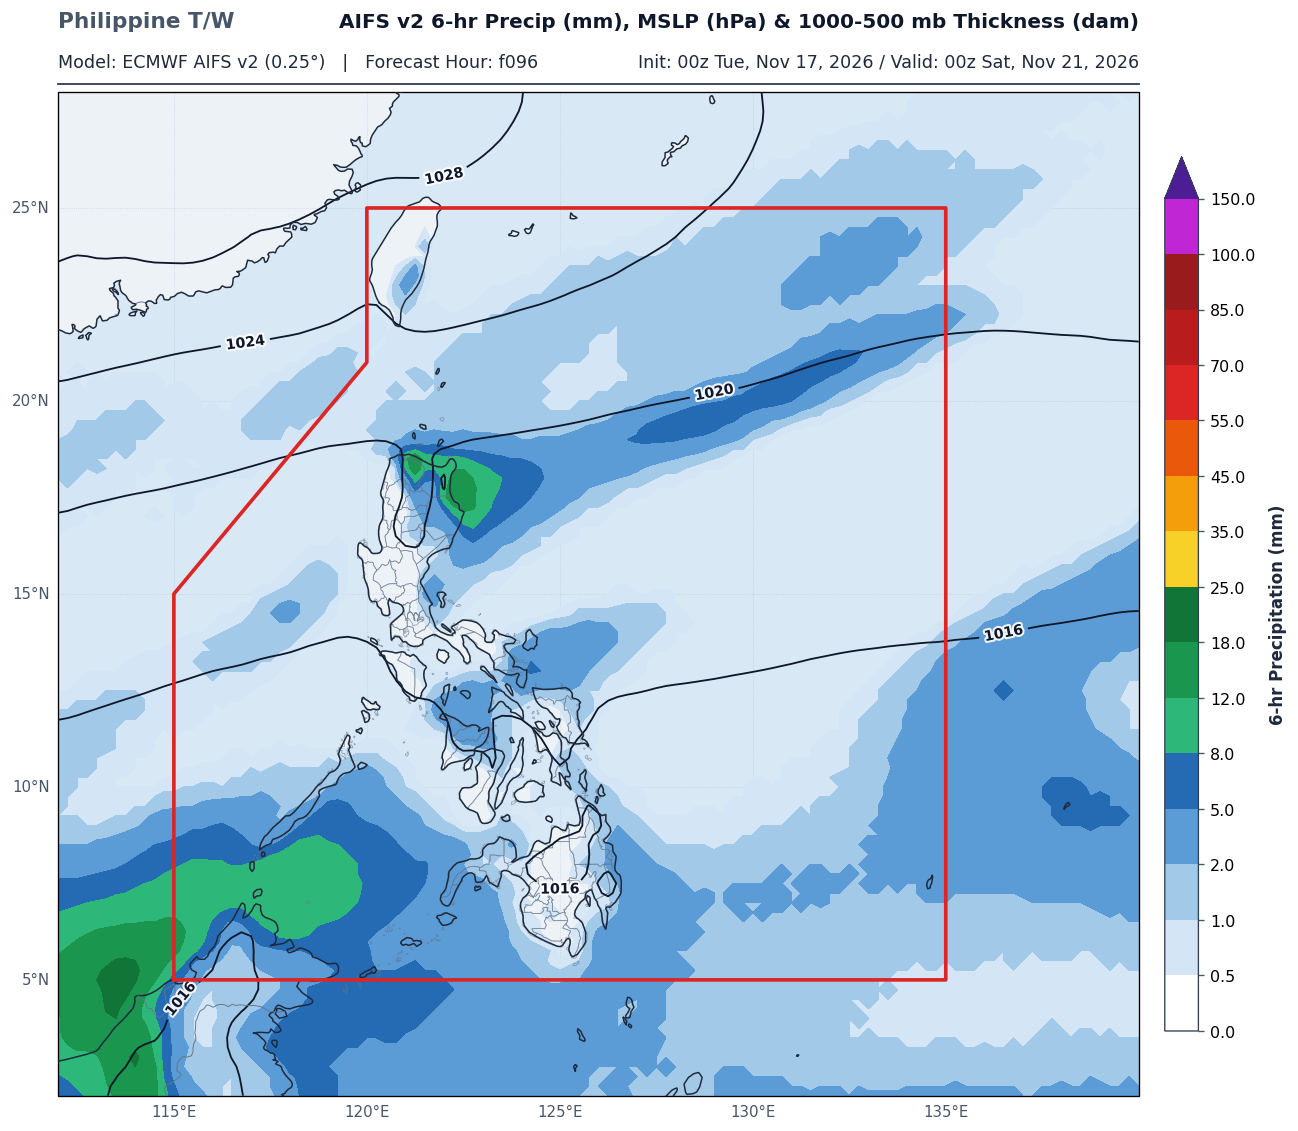 Philippine T/W
AIFS v2 6-hr Precip (mm), MSLP (hPa) & 1000-500 mb Thickness (dam)
Model: ECMWF AIFS v2 (0.25°) | Forecast Hour: f096
Init: 00z Tue, Nov 17, 2026 / Valid: 00z Sat, Nov 21, 2026
1028
25°N
1024
1020
20°N
15°N
1016
10°N
1016
5°N
1016
115°E
120°E
125°E
130°E
135°E
150.0
100.0
85.0
70.0
55.0
45.0
35.0
25.0
18.0
12.0
8.0
5.0
2.0
1.0
0.5
0.0
6-hr Precipitation (mm)